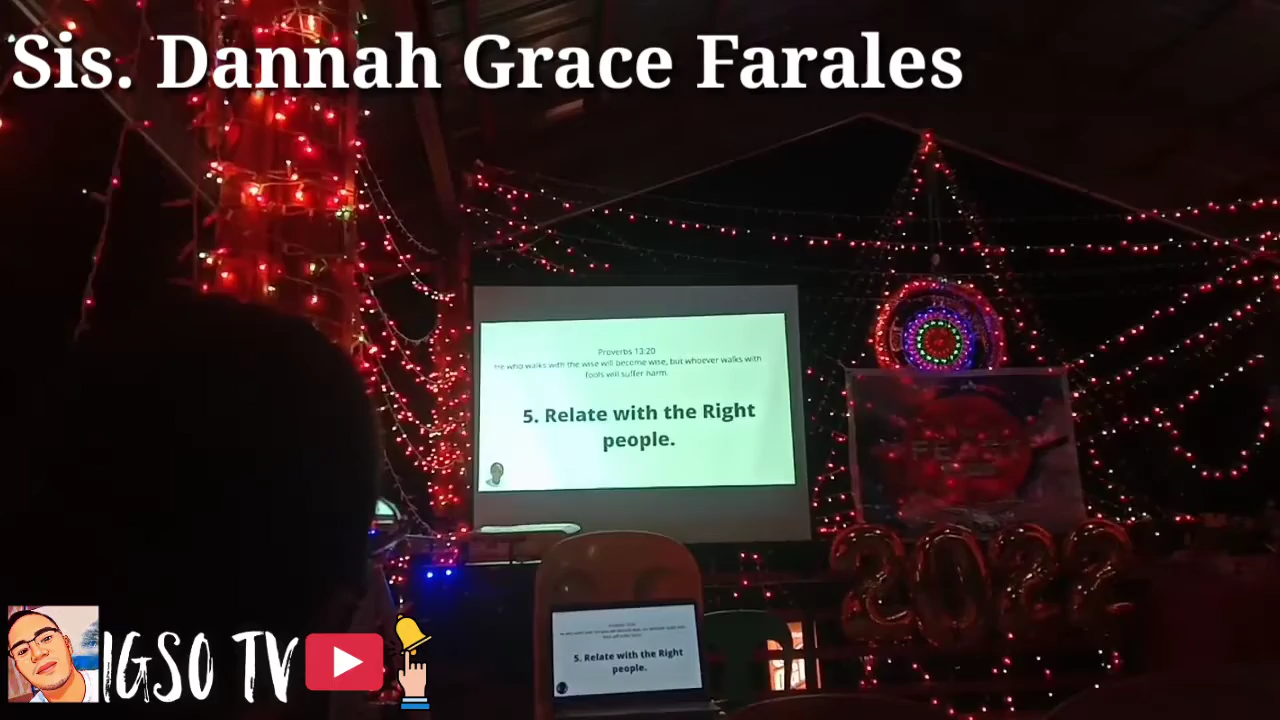 Sis. Dannah Grace Farales
Proverbs 13:20
He who walks with the wise will become wise, but whoever walks with
fools will suffer harm.
5. Relate with the Right
people.
PEACE
2022
5. Relate with the Right
people.
IGSO TV